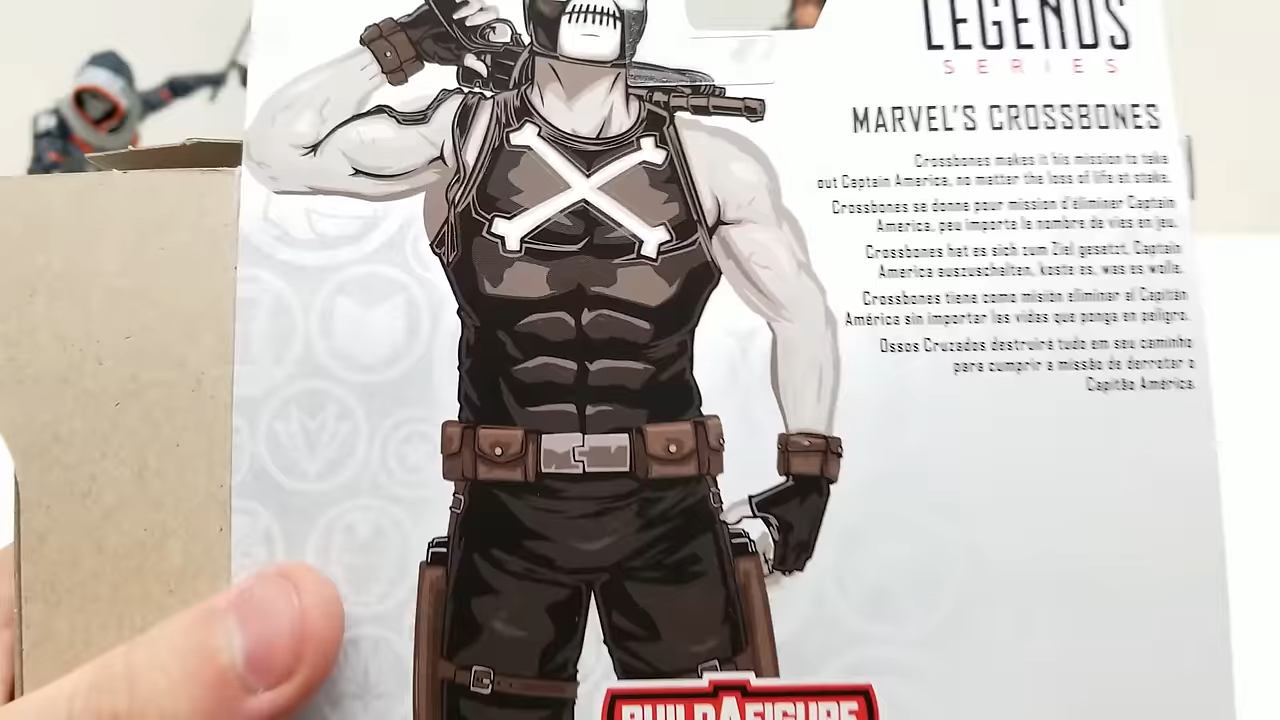 LEGENDS
SERIES
MARVEL'S CROSSBONES
Crossbones makes it his mission to take
out Captain America, no matter the loss of life at stake.
Crossbones se donne pour mission d'éliminer Captain
America, peu importe le nombre de vies en jeu.
Crossbones hat es sich zum Ziel gesetzt, Captain
America auszuschalten, koste es, was es wolle.
Crossbones tiene como misión eliminar al Capitán
América sin importar las vidas que ponga en peligro.
Ossos Cruzados destruirá tudo em seu caminho
para cumprir a missão de derrotar o
Capitão América.
BUILDAFIGURE